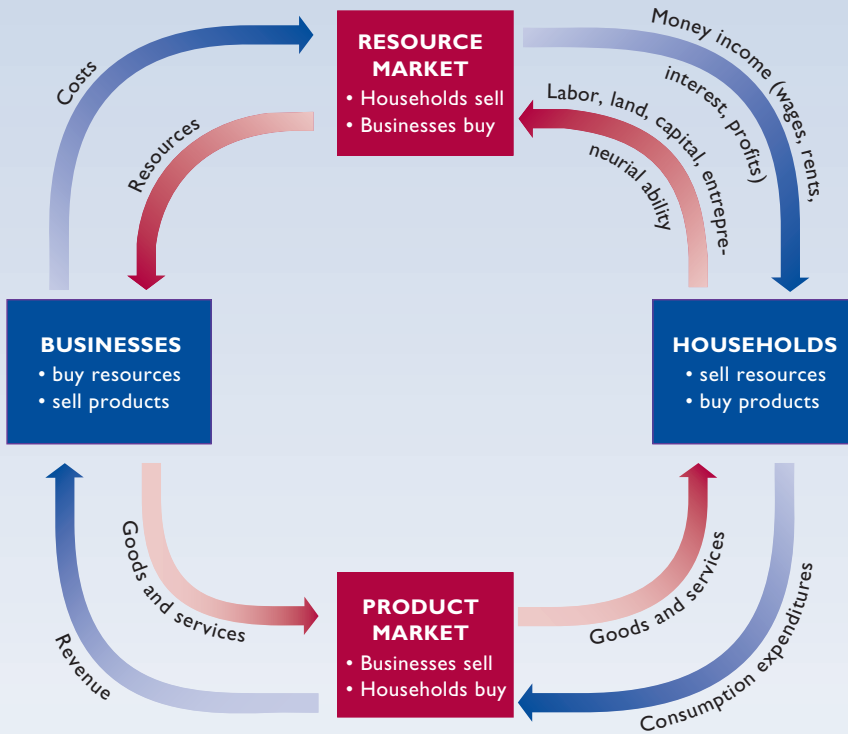 RESOURCE
MARKET
• Households sell
• Businesses buy
Costs
Resources
Money income (wages, rents,
interest, profits)
Labor, land, capital, entrepre-
neurial ability
BUSINESSES
• buy resources
• sell products
HOUSEHOLDS
• sell resources
• buy products
Goods and services
Revenue
PRODUCT
MARKET
• Businesses sell
• Households buy
Goods and services
Consumption expenditures